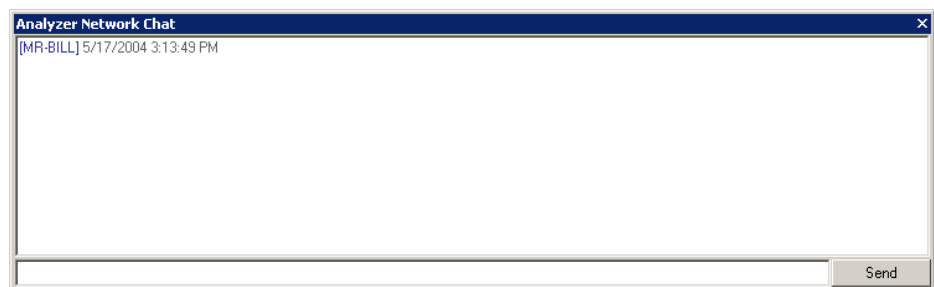 Analyzer Network Chat
[MR-BILL] 5/17/2004 3:13:49 PM
Send